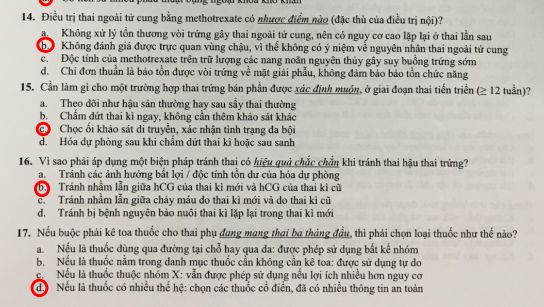 14. Điều trị thai ngoài tử cung bằng methotrexate có nhược điểm nào (đặc thù của điều trị nội)?
a. Không xử lý tổn thương vòi trứng gây thai ngoài tử cung, nên có nguy cơ cao lặp lại ở thai lần sau
b. Không đánh giá được trực quan vùng chậu, vì thế không có ý niệm về nguyên nhân thai ngoài tử cung
c. Độc tính của methotrexate trên trữ lượng các nang noãn nguyên thủy gây suy buồng trứng sớm
d. Chỉ đơn thuần là bảo tồn được vòi trứng về mặt giải phẫu, không đảm bảo bảo tồn chức năng
15. Cần làm gì cho một trường hợp thai trứng bán phần được xác định muộn, ở giai đoạn thai tiến triển (≥ 12 tuần)?
a. Theo dõi như hậu sản thường hay sau sẩy thai thường
b. Chấm dứt thai kì ngay, không cần thêm khảo sát khác
c. Chọc ối khảo sát di truyền, xác nhận tình trạng đa bội
d. Hóa dự phòng sau khi chấm dứt thai kì hoặc sau sanh
16. Vì sao phải áp dụng một biện pháp tránh thai có hiệu quả chắc chắn khi tránh thai hậu thai trứng?
a. Tránh các ảnh hưởng bất lợi / độc tính tồn dư của hóa dự phòng
b. Tránh nhầm lẫn giữa hCG của thai kì mới và hCG của thai kì cũ
c. Tránh nhầm lẫn giữa chảy máu do thai kì mới và do thai kì cũ
d. Tránh bị bệnh nguyên bào nuôi thai kì lặp lại trong thai kì mới
17. Nếu buộc phải kê toa thuốc cho thai phụ đang mang thai ba tháng đầu, thì phải chọn loại thuốc như thế nào?
a. Nếu là thuốc dùng qua đường tại chỗ hay qua da: được phép sử dụng bất kể nhóm
b. Nếu là thuốc nằm trong danh mục thuốc không cần kê toa: được sử dụng tự do
c. Nếu là thuốc thuộc nhóm X: vẫn được phép sử dụng nếu lợi ích nhiều hơn nguy cơ
d. Nếu là thuốc có nhiều thế hệ: chọn các thuốc cổ điển, đã có nhiều thông tin an toàn